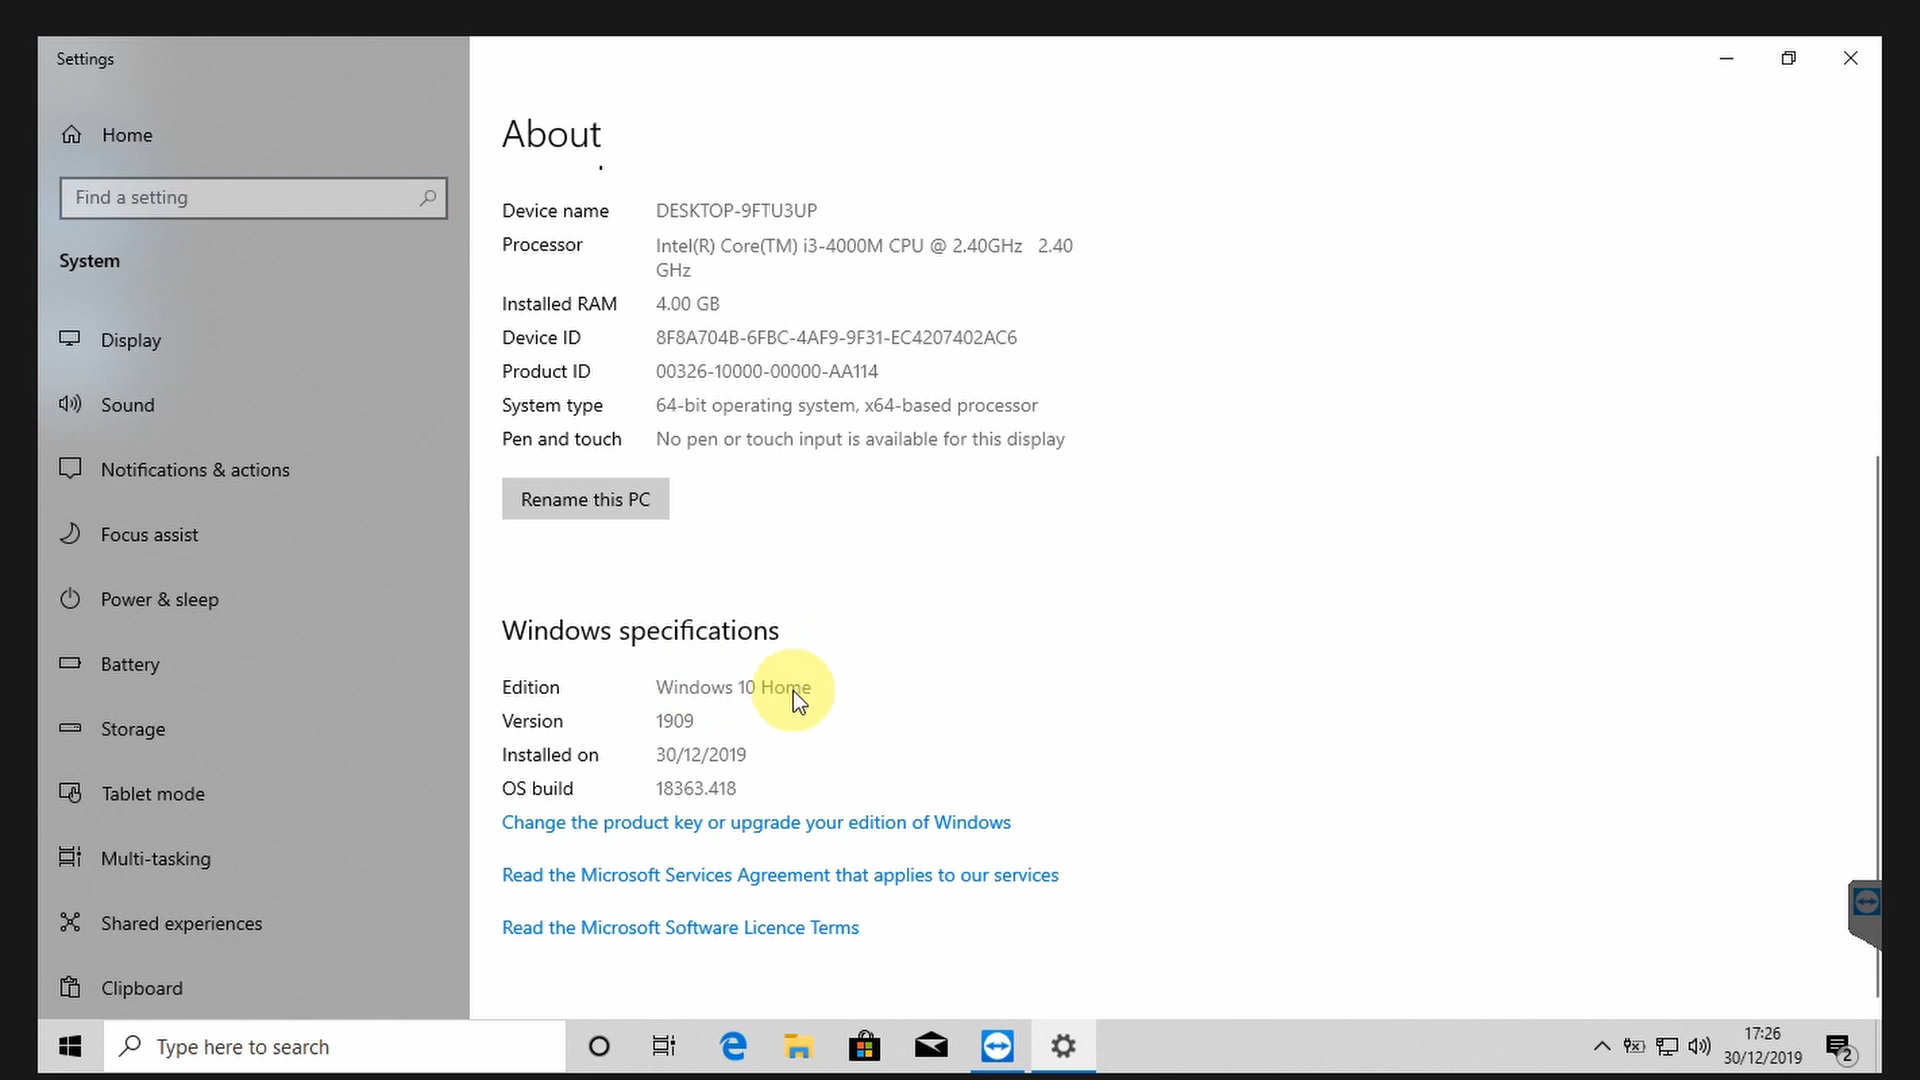 Settings
Home
Find a setting
System
Display
Sound
Notifications & actions
Focus assist
Power & sleep
Battery
Storage
Tablet mode
Multi-tasking
Shared experiences
Clipboard
About
Device name DESKTOP-9FTU3UP
Processor Intel(R) Core(TM) i3-4000M CPU @ 2.40GHz 2.40
GHz
Installed RAM 4.00 GB
Device ID 8F8A704B-6FBC-4AF9-9F31-EC4207402AC6
Product ID 00326-10000-00000-AA114
System type 64-bit operating system, x64-based processor
Pen and touch No pen or touch input is available for this display
Rename this PC
Windows specifications
Edition Windows 10 Home
Version 1909
Installed on 30/12/2019
OS build 18363.418
Change the product key or upgrade your edition of Windows
Read the Microsoft Services Agreement that applies to our services
Read the Microsoft Software Licence Terms
Type here to search
17:26
30/12/2019
2